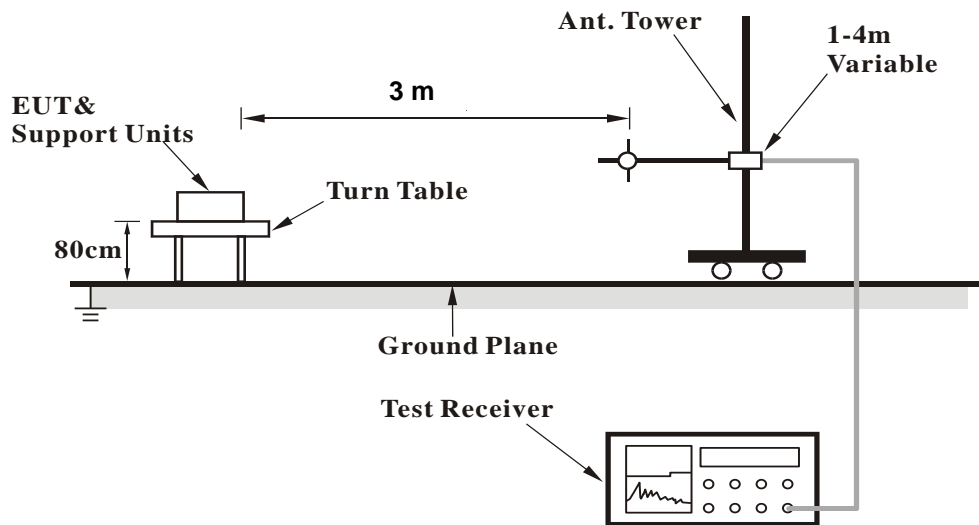 Ant. Tower
1-4m
Variable
3 m
EUT&
Support Units
Turn Table
80cm
Ground Plane
Test Receiver